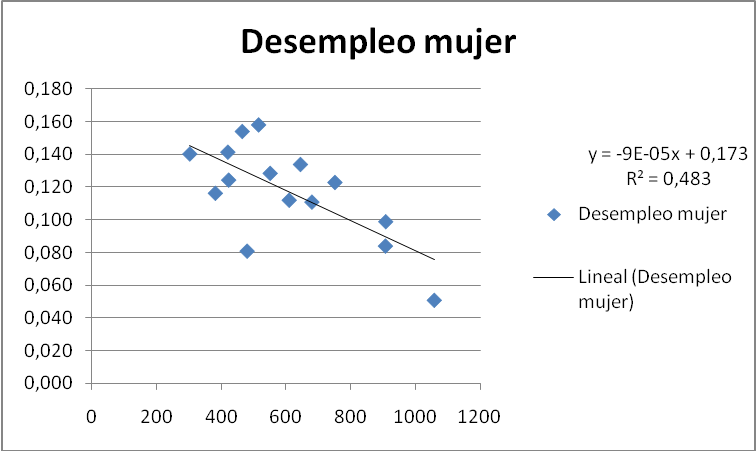 Desempleo mujer
0,180
0,160
0,140
0,120
0,100
0,080
0,060
0,040
0,020
0,000
0 200 400 600 800 1000 1200
y = -9E-05x + 0,173
R² = 0,483
Desempleo mujer
Lineal (Desempleo
mujer)